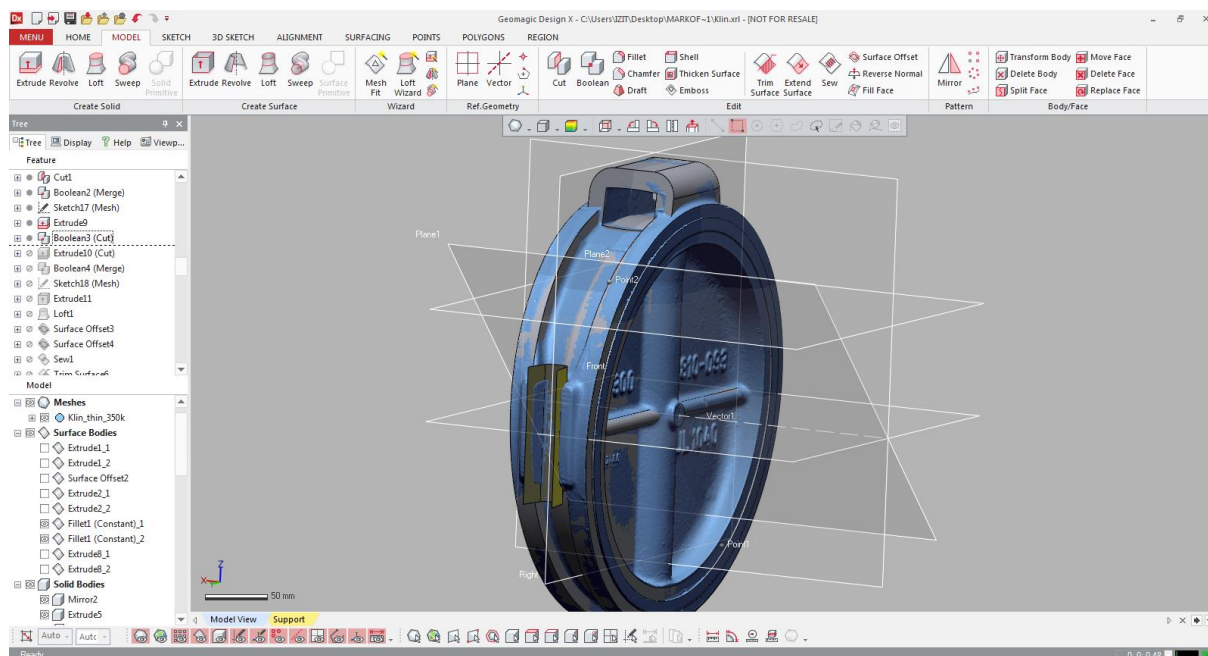 Geomagic Design X - C:\Users\IZIT\Desktop\MARKOF~1\Klin.xrl - [NOT FOR RESALE]
MENU HOME MODEL SKETCH 3D SKETCH ALIGNMENT SURFACING POINTS POLYGONS REGION
Extrude Revolve Loft Sweep Solid Primitive
Create Solid
Extrude Revolve Loft Sweep Surface Primitive
Create Surface
Mesh Fit Loft Wizard
Wizard
Plane Vector
Ref.Geometry
Cut Boolean Fillet Shell
Chamfer Thicken Surface
Draft Emboss
Trim Surface Extend Surface Sew Surface Offset
Reverse Normal
Fill Face
Edit
Mirror
Pattern
Transform Body Move Face
Delete Body Delete Face
Split Face Replace Face
Body/Face
Tree
Tree Display Help Viewp...
Feature
Cut1
Boolean2 (Merge)
Sketch17 (Mesh)
Extrude9
Boolean3 (Cut)
Extrude10 (Cut)
Boolean4 (Merge)
Sketch18 (Mesh)
Extrude11
Loft1
Surface Offset3
Surface Offset4
Sew1
Trim Surface6
Model
Meshes
Klin_thin_350k
Surface Bodies
Extrude1_1
Extrude1_2
Surface Offset2
Extrude2_1
Extrude2_2
Fillet1 (Constant)_1
Fillet1 (Constant)_2
Extrude8_1
Extrude8_2
Solid Bodies
Mirror2
Extrude5
Plane1
Plane2
Point2
Front
Vector1
Point1
Right
Z
X
50 mm
Model View Support
Auto Autc
Ready